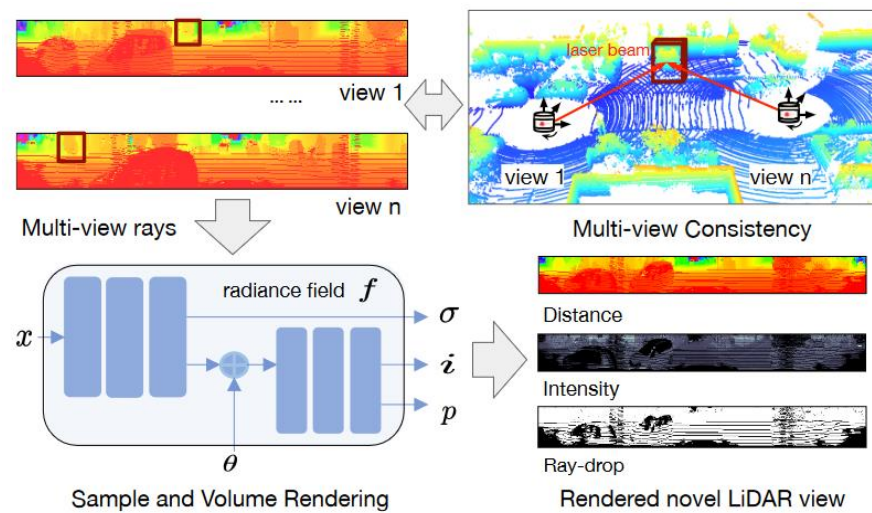 view 1
... ...
view n
Multi-view rays
laser beam
view 1
view n
Multi-view Consistency
radiance field f
x
σ
i
p
θ
Sample and Volume Rendering
Distance
Intensity
Ray-drop
Rendered novel LiDAR view